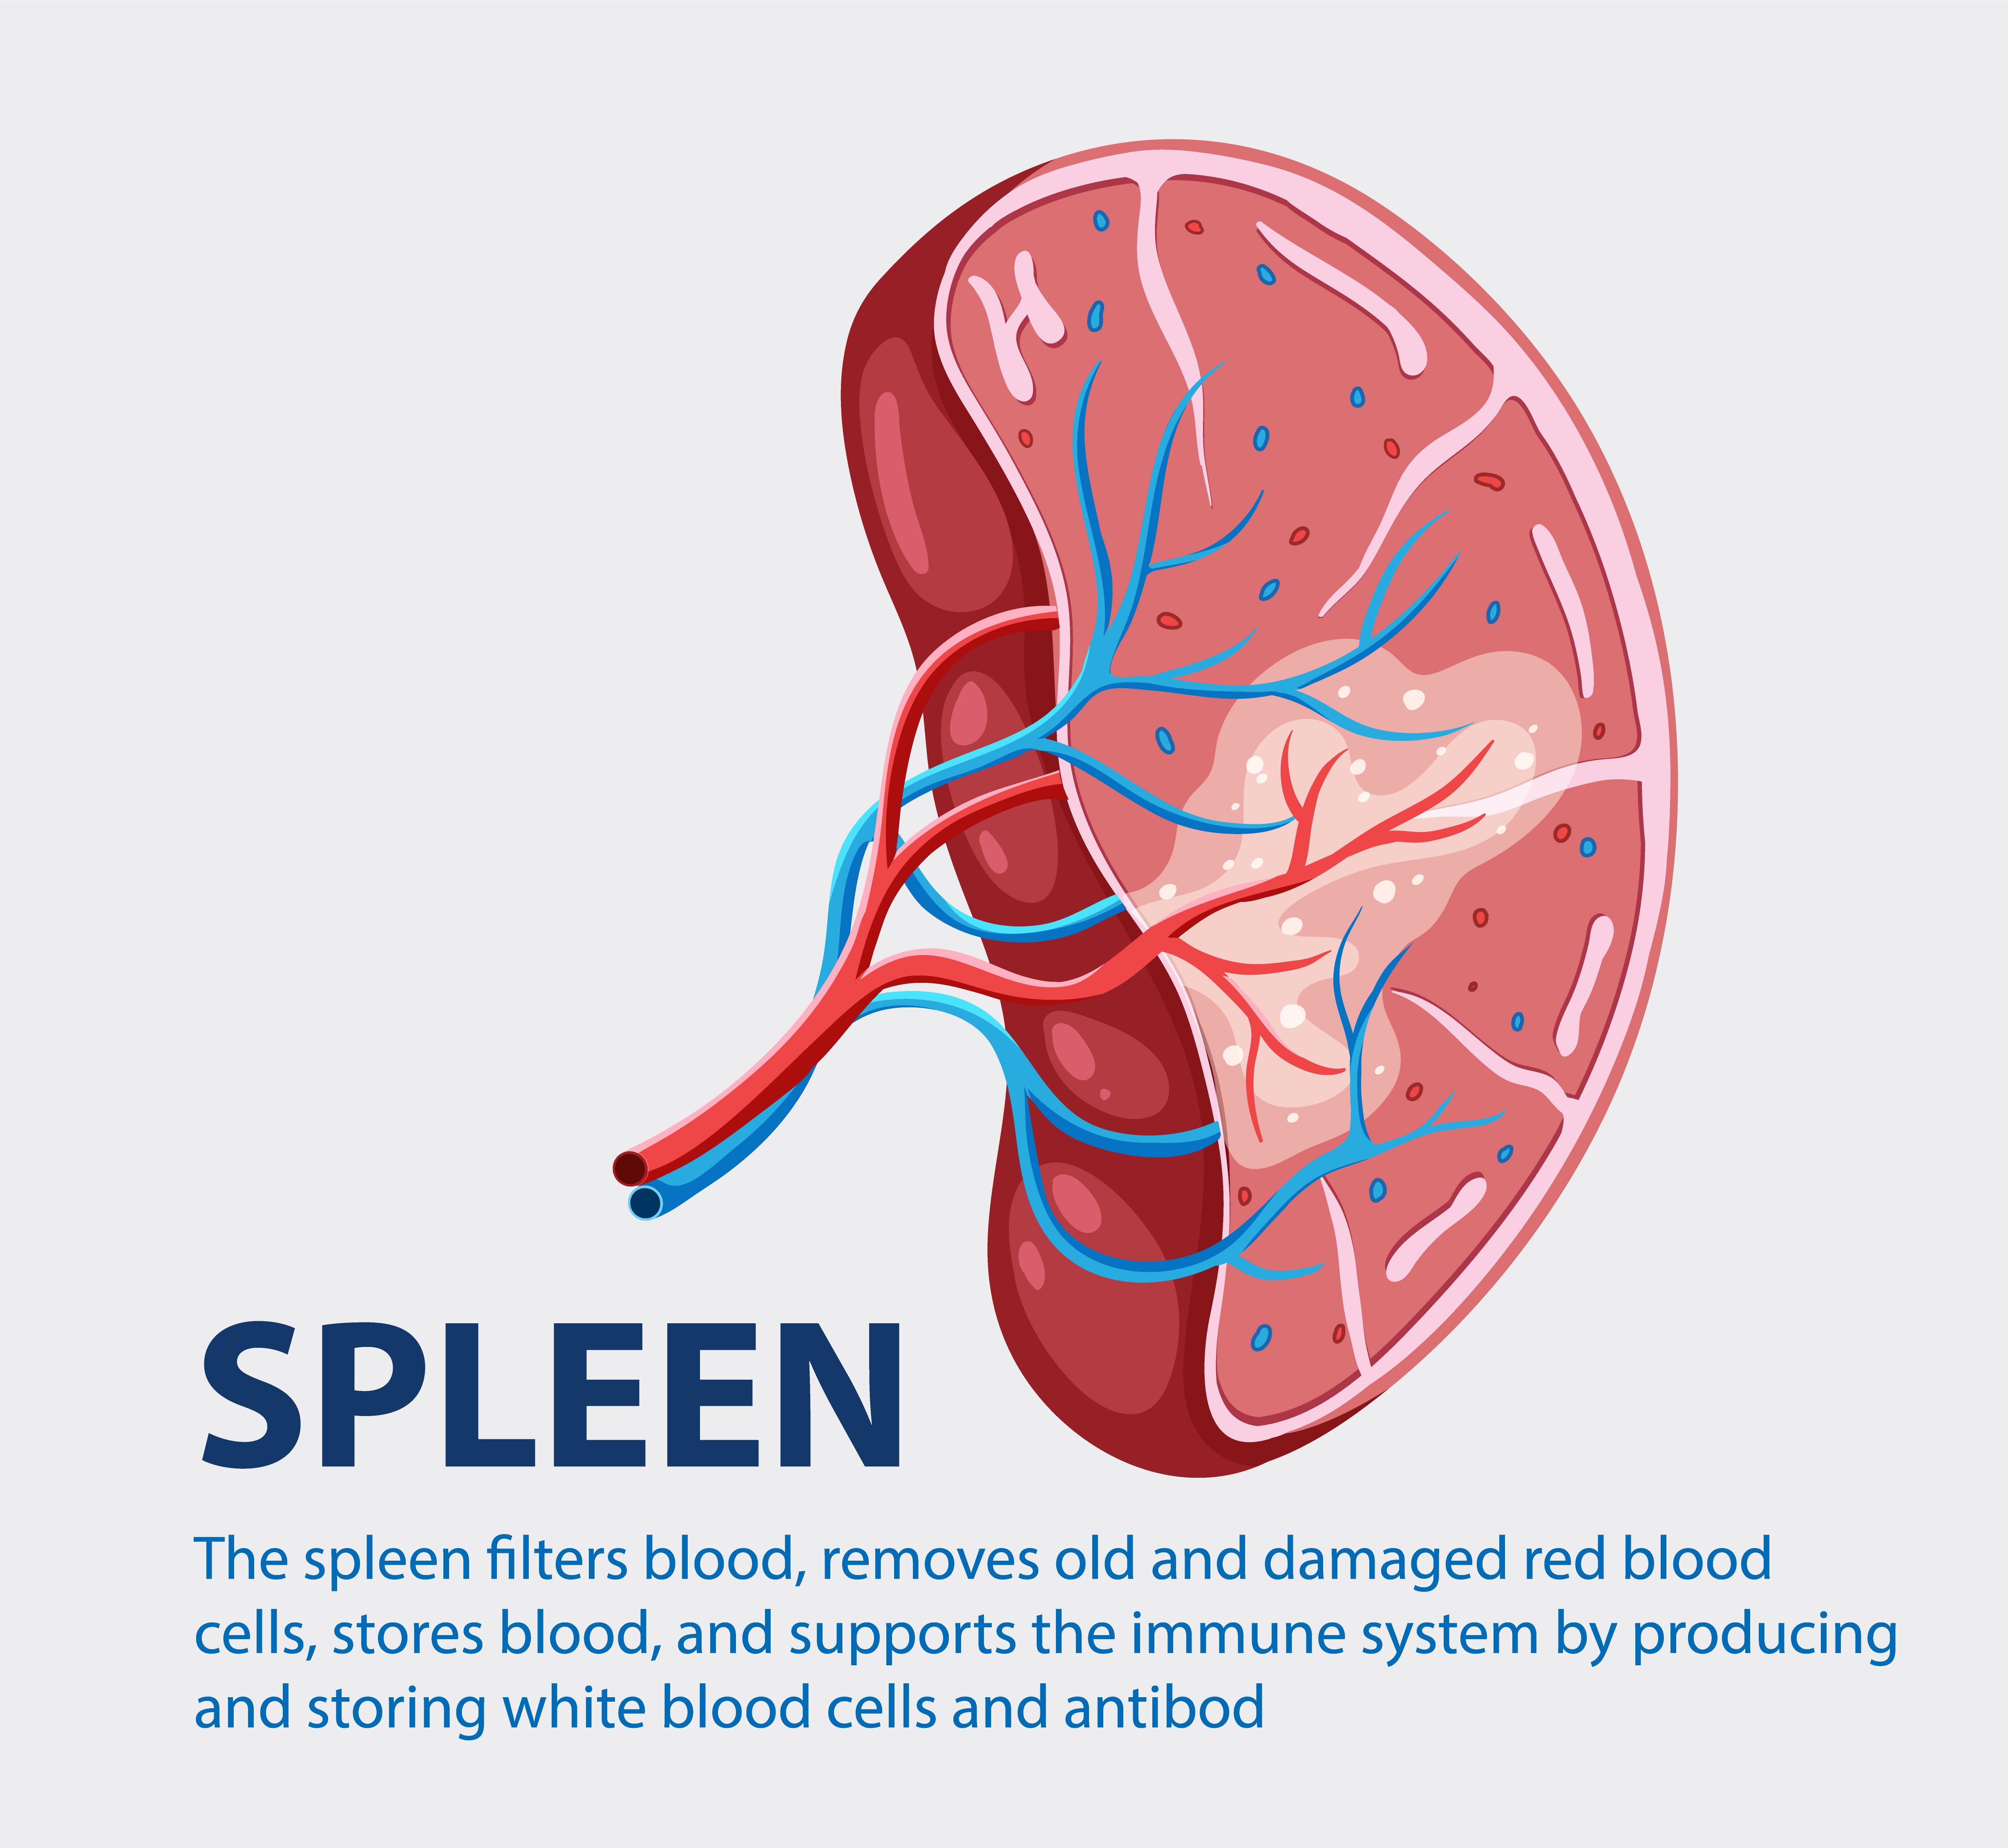 SPLEEN
The spleen filters blood, removes old and damaged red blood
cells, stores blood, and supports the immune system by producing
and storing white blood cells and antibod